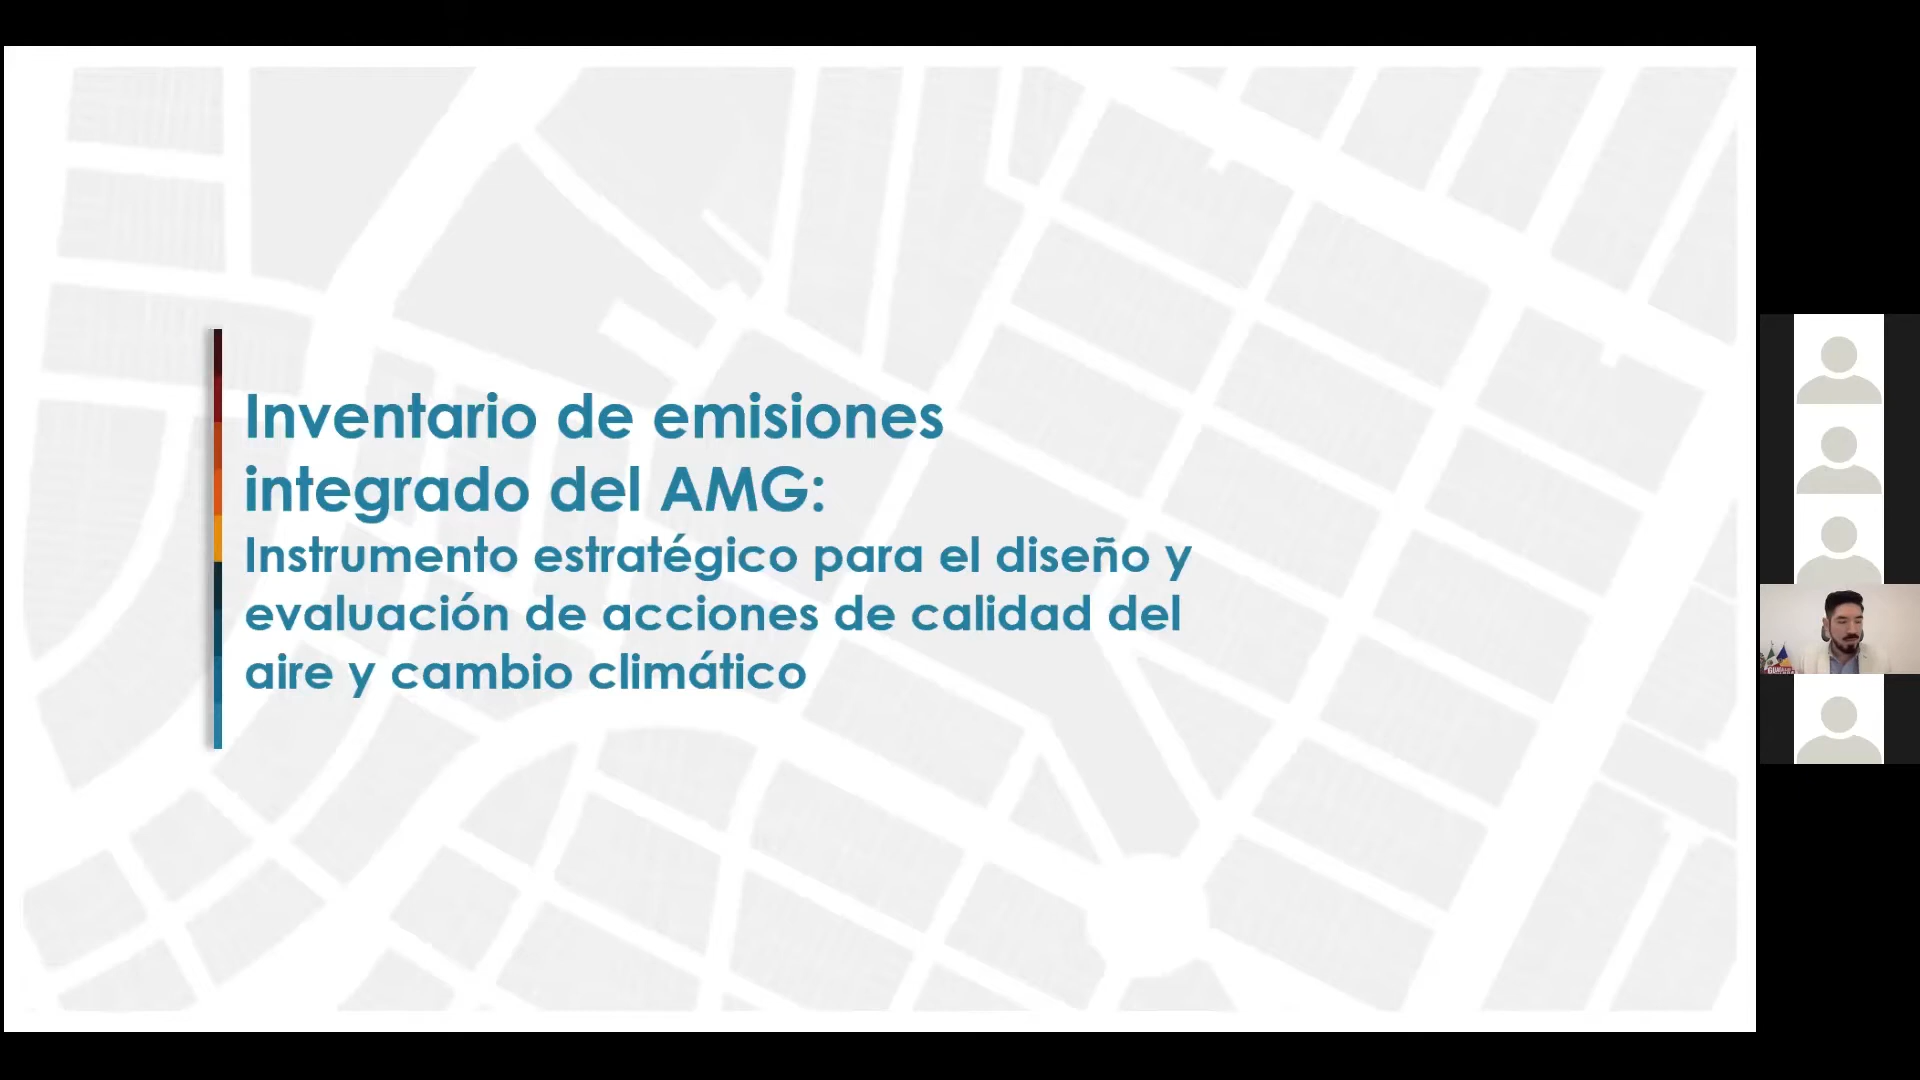 Inventario de emisiones
integrado del AMG:
Instrumento estratégico para el diseño y
evaluación de acciones de calidad del
aire y cambio climático